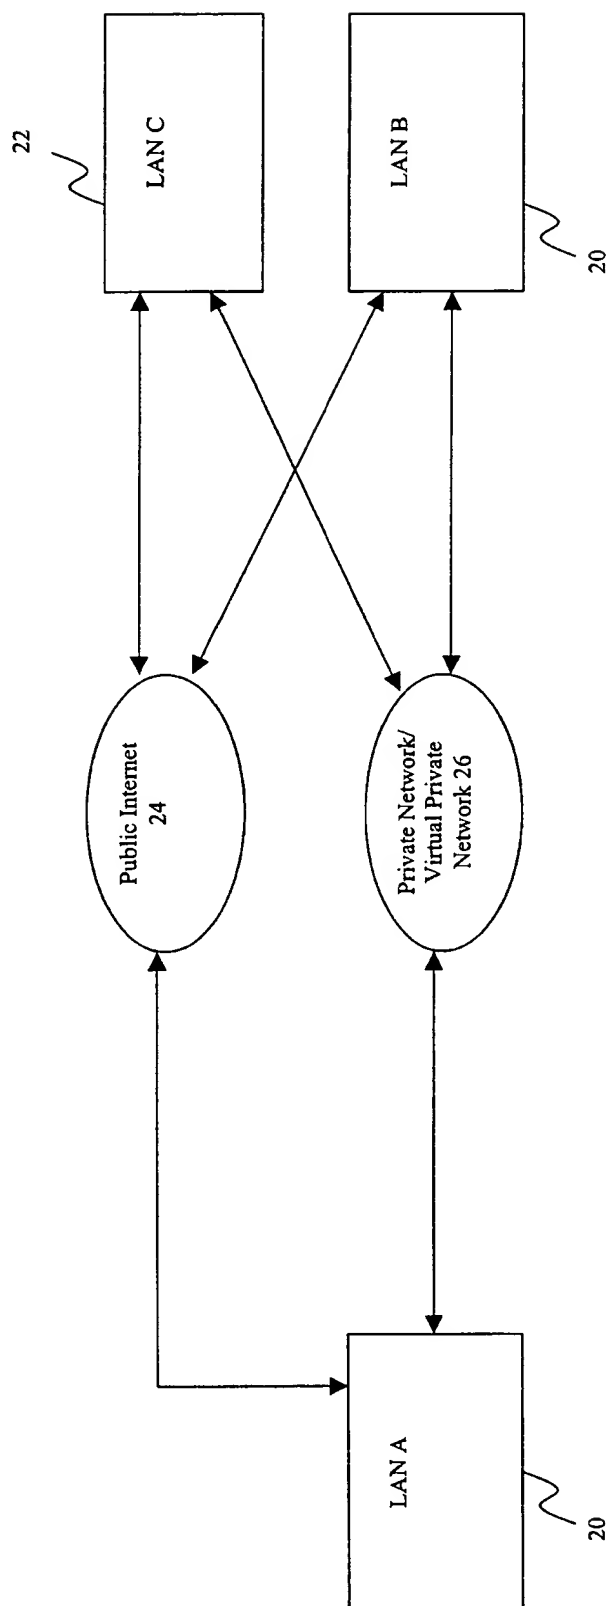 22
LAN C
LAN B
20
Public Internet
24
Private Network/
Virtual Private
Network 26
LAN A
20